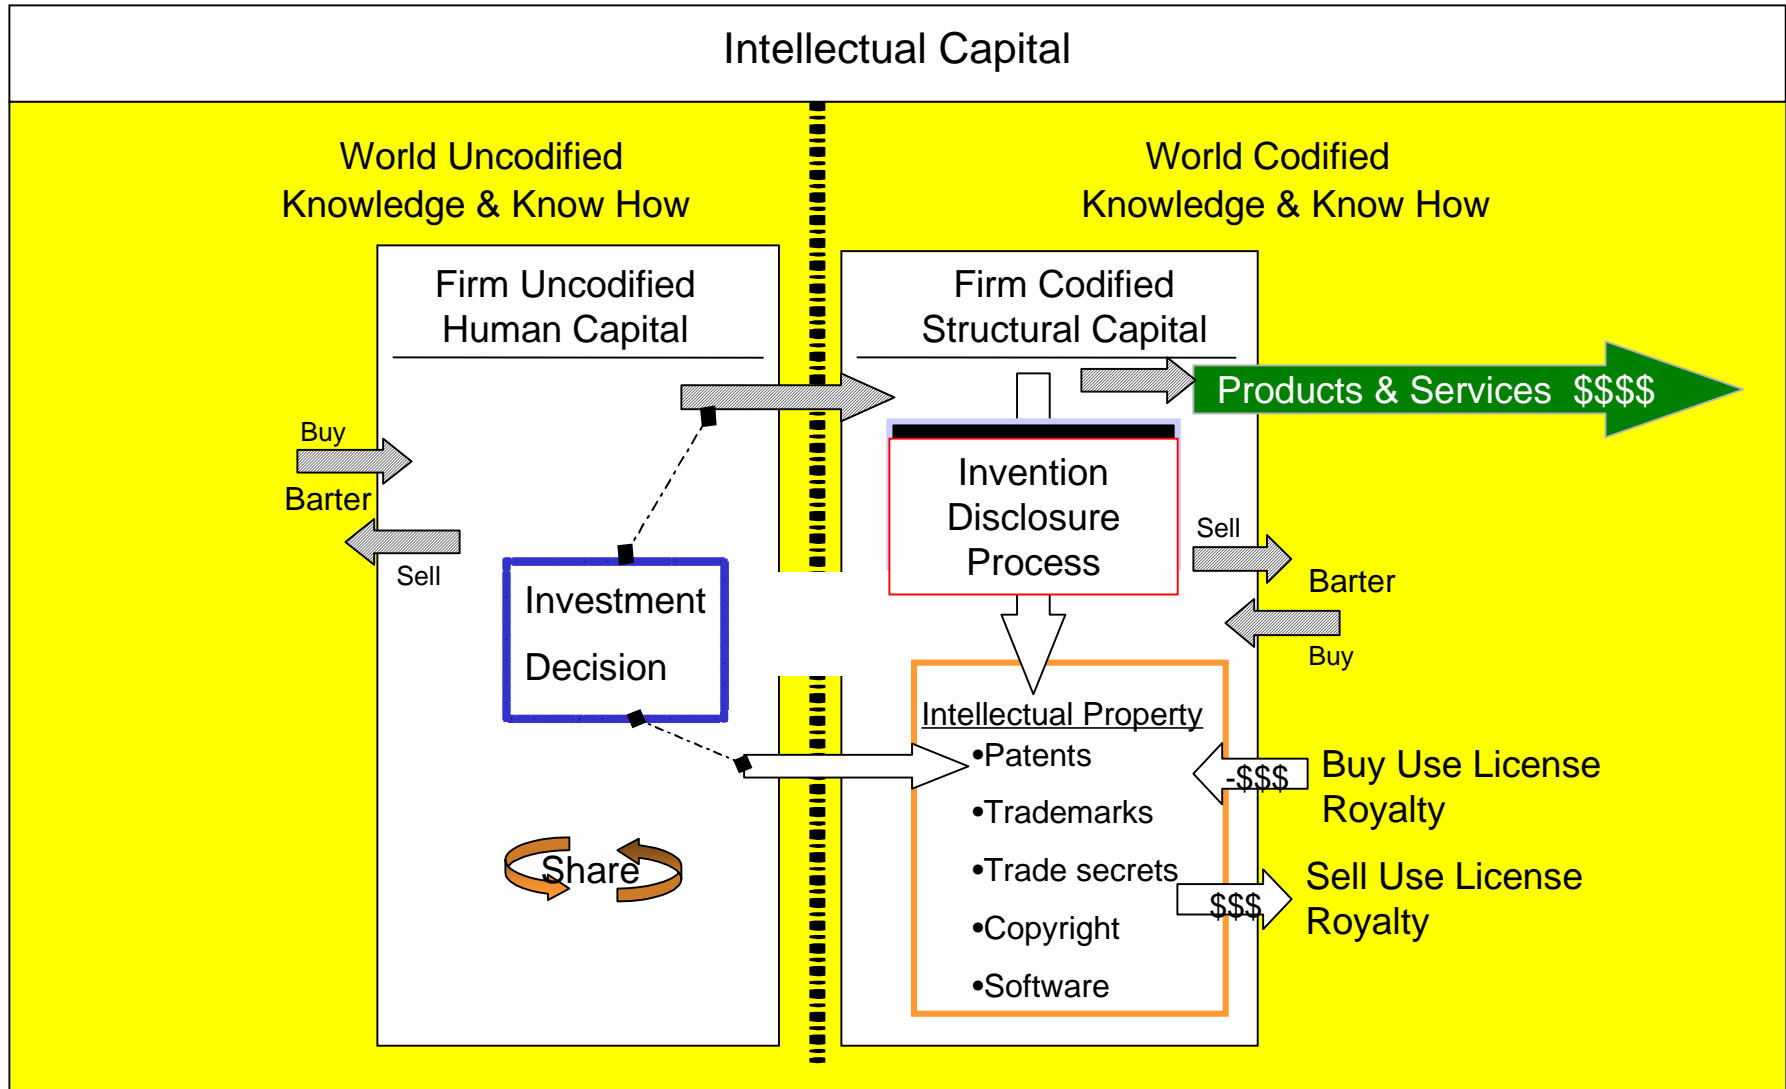 Intellectual Capital
World Uncodified
Knowledge & Know How
Firm Uncodified
Human Capital
Buy
Barter
Sell
Investment
Decision
Share
World Codified
Knowledge & Know How
Firm Codified
Structural Capital
Products & Services $$$$
Invention
Disclosure
Process
Sell
Barter
Buy
Intellectual Property
•Patents
•Trademarks
•Trade secrets
•Copyright
•Software
-$$$
Buy Use License
Royalty
$$$
Sell Use License
Royalty